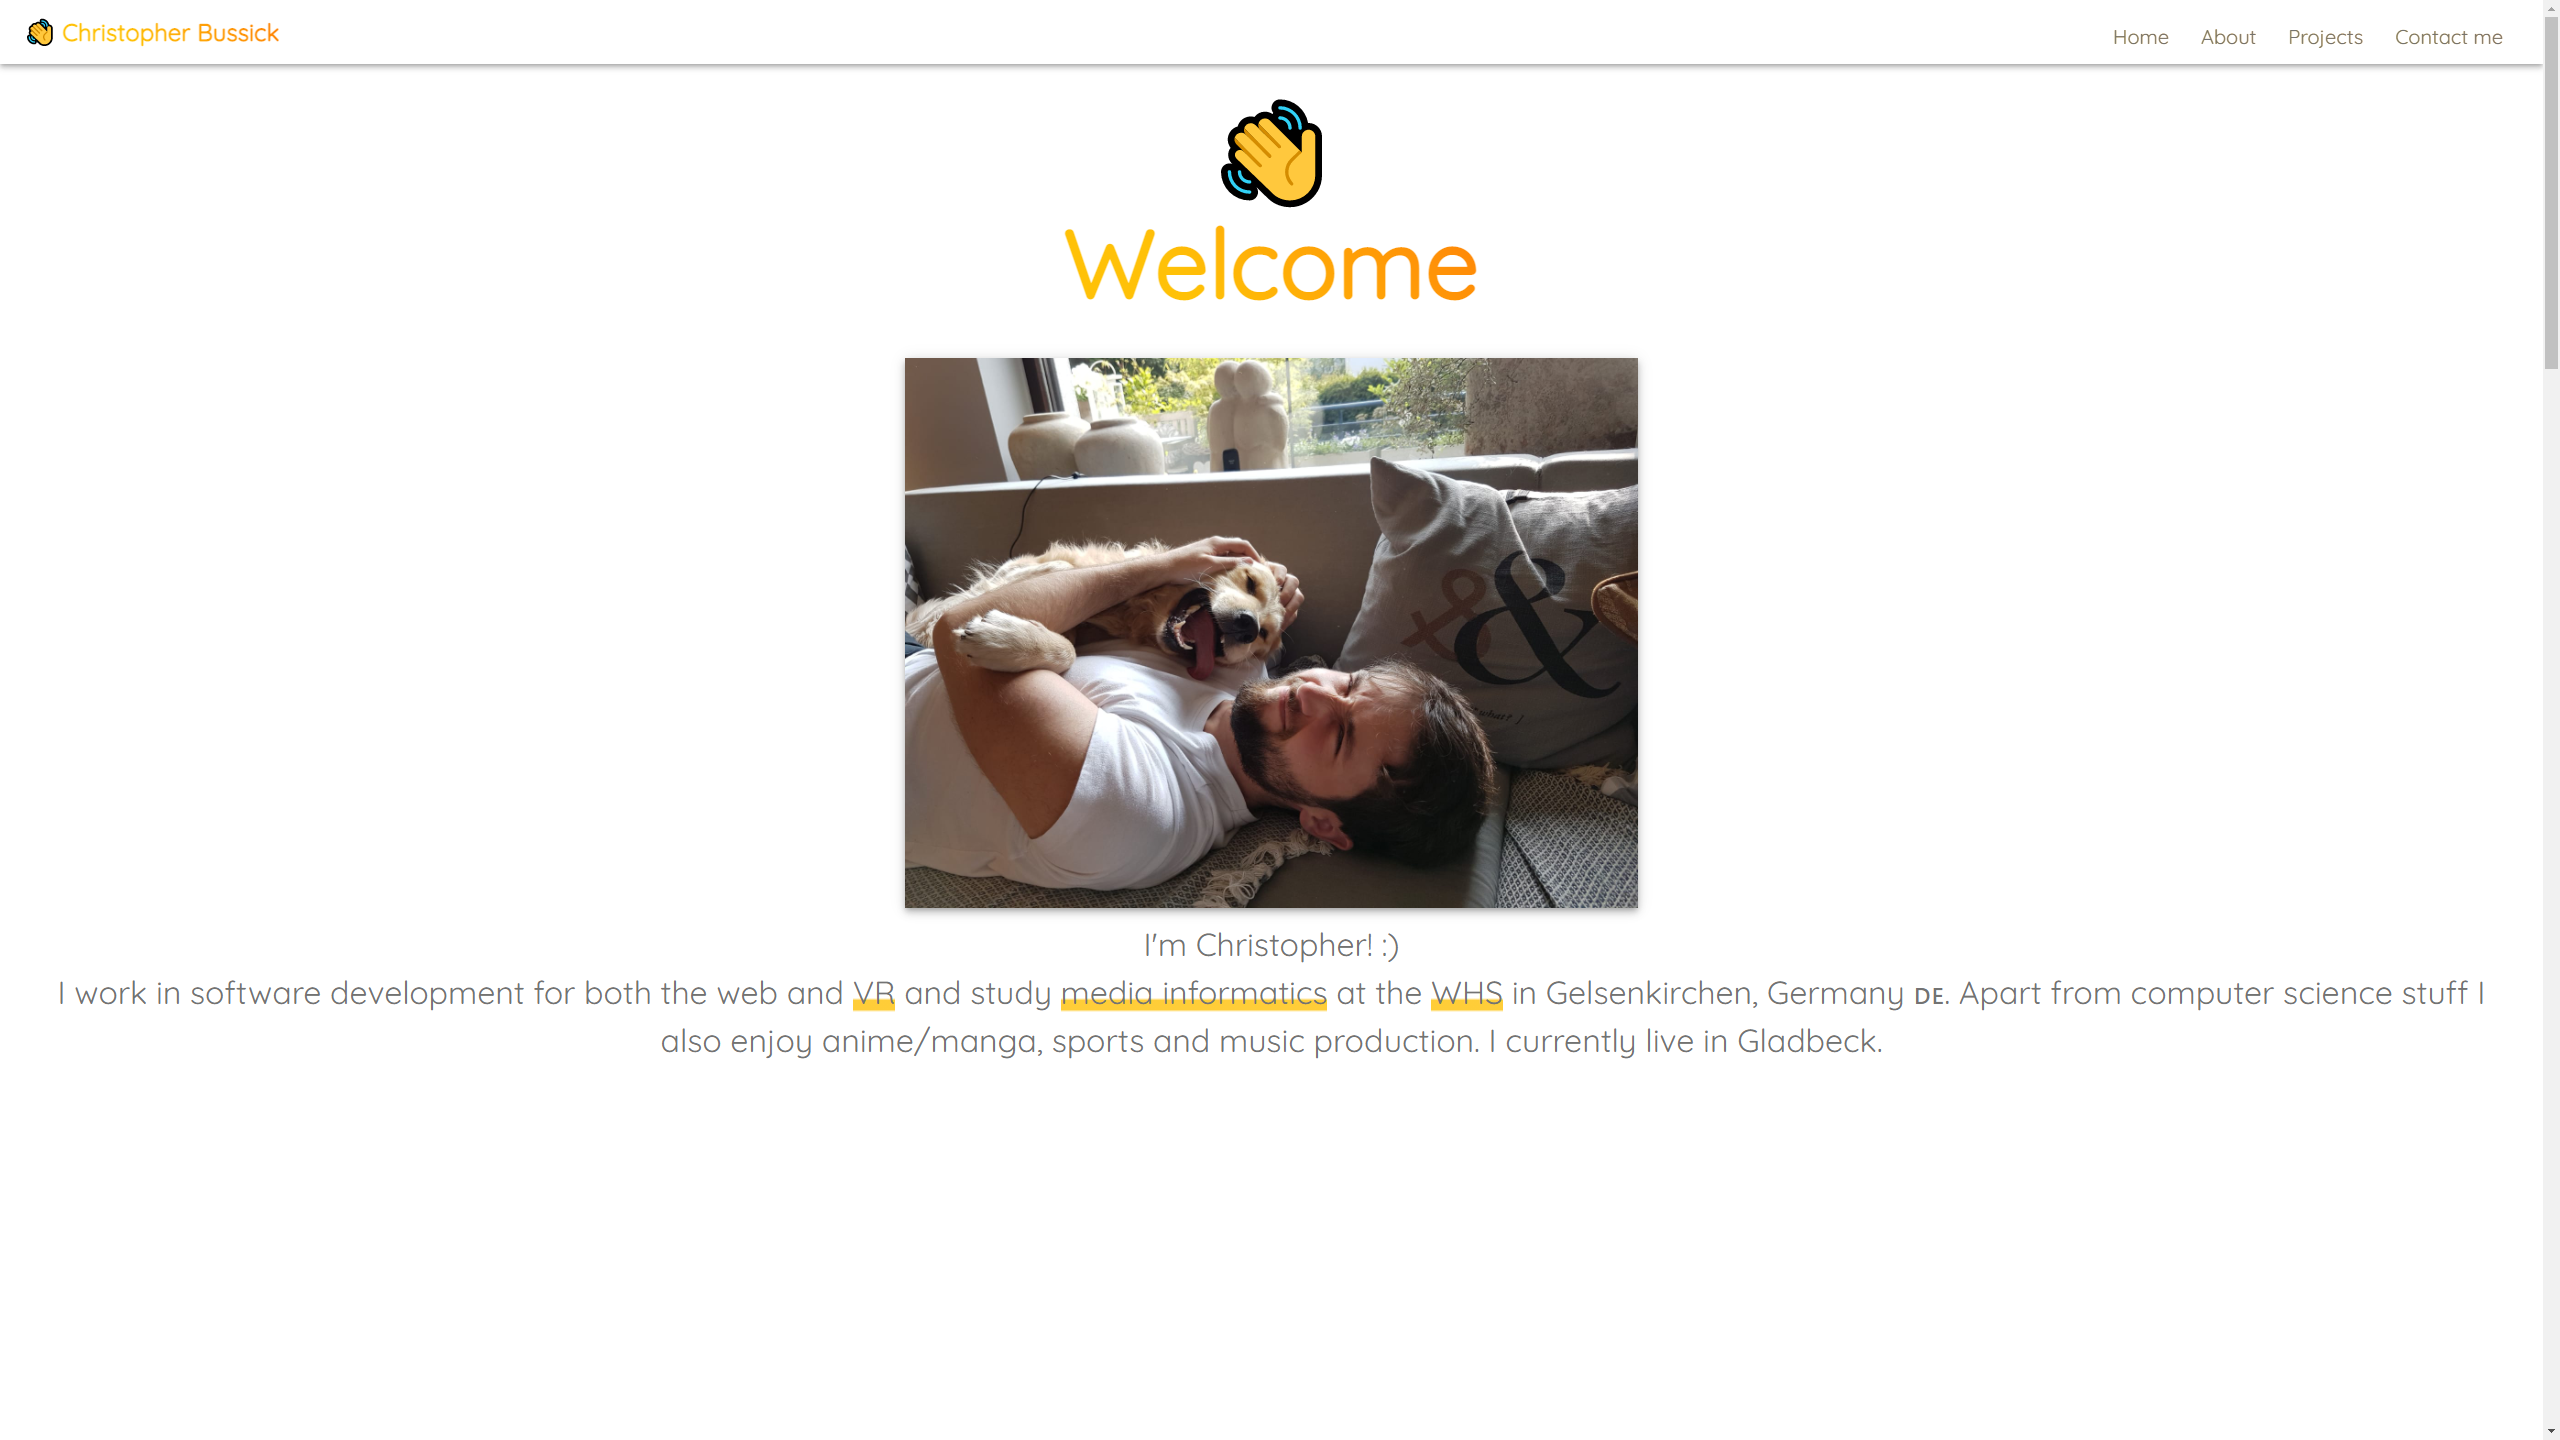 Christopher Bussick
Home About Projects Contact me
Welcome
&
I'm Christopher! :)
I work in software development for both the web and VR and study media informatics at the WHS in Gelsenkirchen, Germany DE. Apart from computer science stuff I
also enjoy anime/manga, sports and music production. I currently live in Gladbeck.